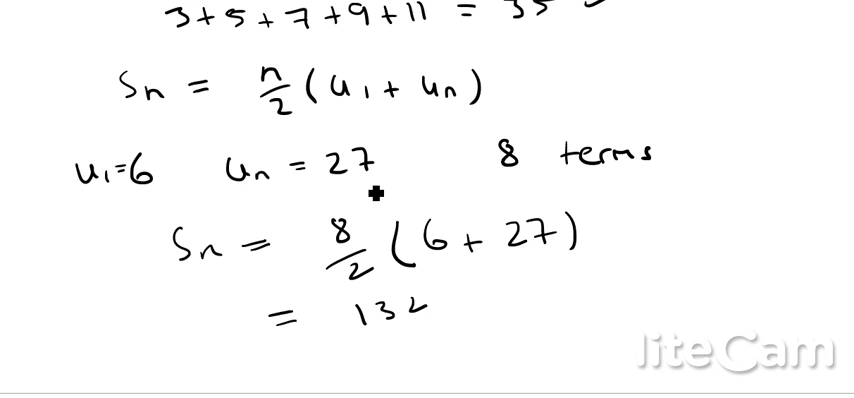 3+5+7+9+11 = 35
Sn = n/2 (u1 + un)
u1=6 un = 27 8 terms
Sn = 8/2 (6 + 27)
= 132
liteCam